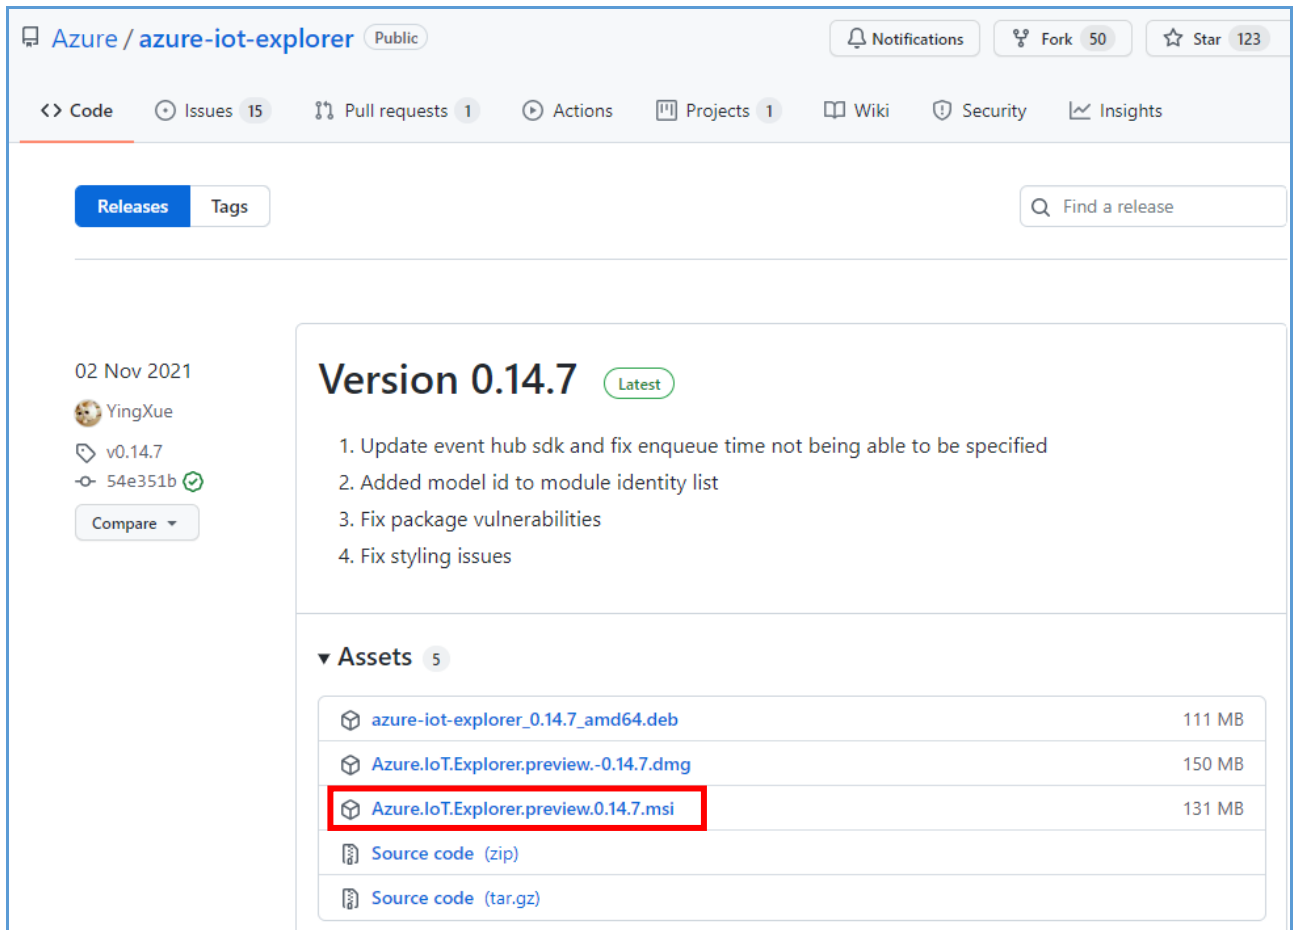 Azure / azure-iot-explorer Public
Notifications Fork 50 Star 123
Code Issues 15 Pull requests 1 Actions Projects 1 Wiki Security Insights
Releases Tags
Find a release
02 Nov 2021
YingXue
v0.14.7
54e351b
Compare
Version 0.14.7 Latest
1. Update event hub sdk and fix enqueue time not being able to be specified
2. Added model id to module identity list
3. Fix package vulnerabilities
4. Fix styling issues
Assets 5
azure-iot-explorer_0.14.7_amd64.deb 111 MB
Azure.IoT.Explorer.preview.-0.14.7.dmg 150 MB
Azure.IoT.Explorer.preview.0.14.7.msi 131 MB
Source code (zip)
Source code (tar.gz)